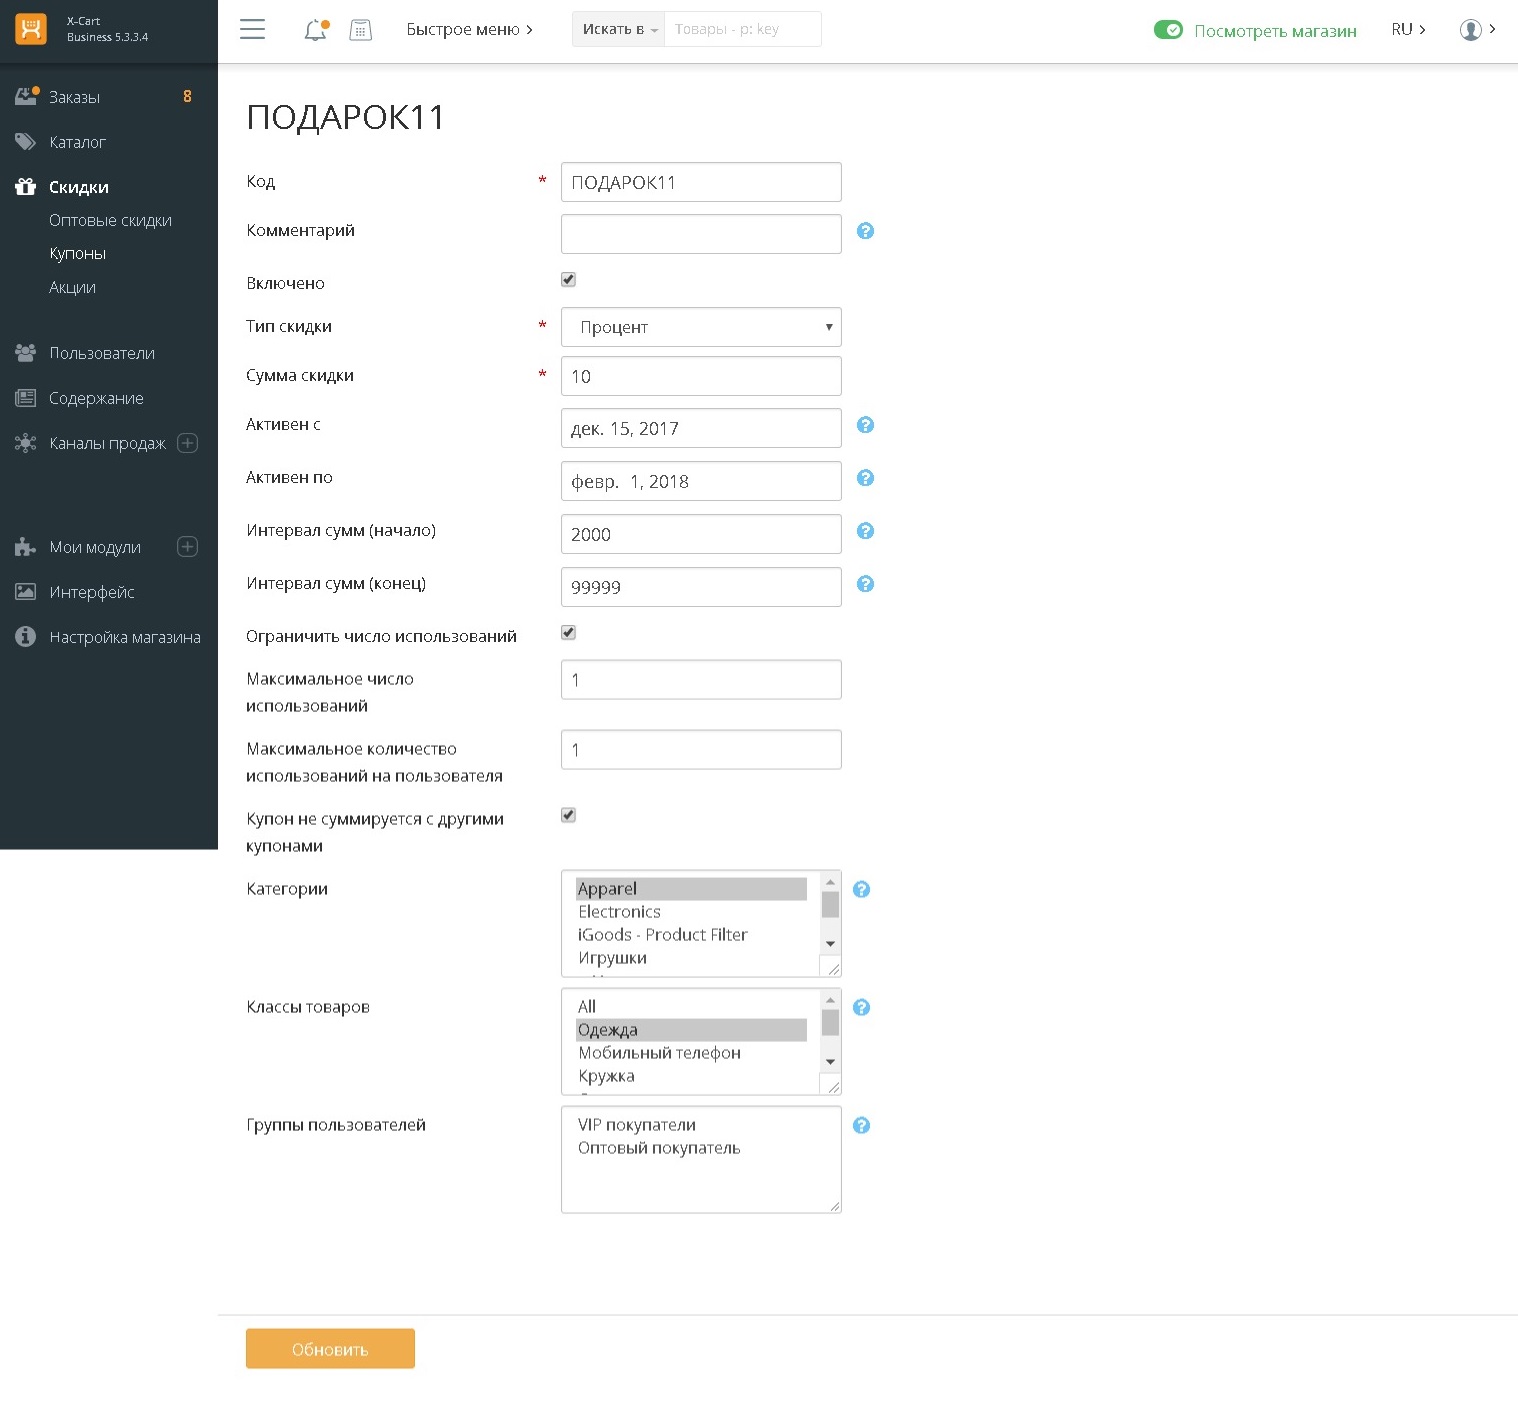 X-Cart
Business 5.3.3.4
Быстрое меню
Искать в
Товары - р: key
Посмотреть магазин
RU
Заказы 8
Каталог
Скидки
Оптовые скидки
Купоны
Акции
Пользователи
Содержание
Каналы продаж
Мои модули
Интерфейс
Настройка магазина
ПОДАРОК11
Код * ПОДАРОК11
Комментарий
Включено
Тип скидки * Процент
Сумма скидки * 10
Активен с дек. 15, 2017
Активен по февр. 1, 2018
Интервал сумм (начало) 2000
Интервал сумм (конец) 99999
Ограничить число использований
Максимальное число
использований
1
Максимальное количество
использований на пользователя
1
Купон не суммируется с другими
купонами
Категории
Apparel
Electronics
iGoods - Product Filter
Игрушки
Классы товаров
All
Одежда
Мобильный телефон
Кружка
Группы пользователей
VIP покупатели
Оптовый покупатель
Обновить